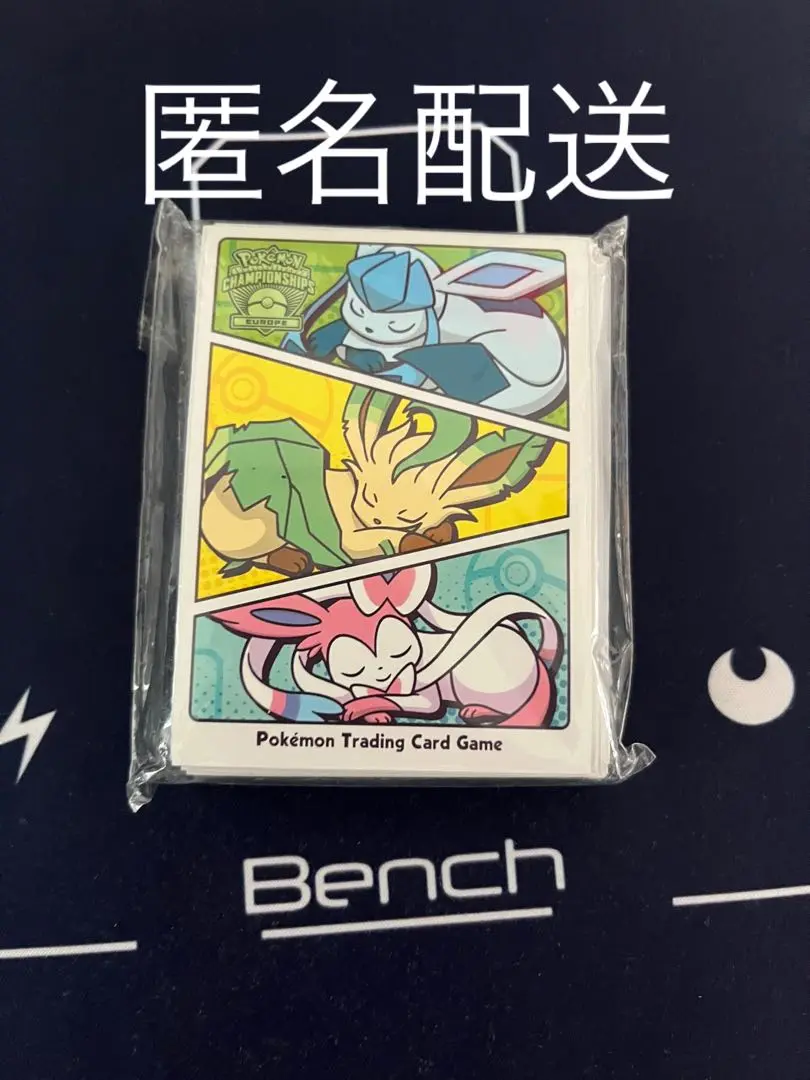 匿名配送
POKÉMON
CHAMPIONSHIPS
EUROPE
Pokémon Trading Card Game
Bench